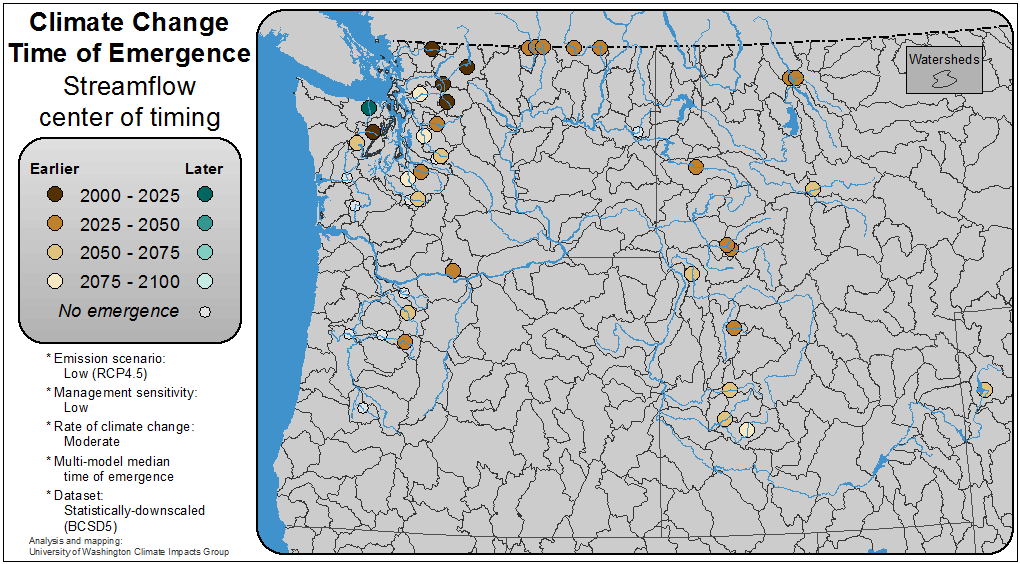 Climate Change
Time of Emergence
Streamflow
center of timing
Earlier Later
2000 - 2025
2025 - 2050
2050 - 2075
2075 - 2100
No emergence
* Emission scenario:
Low (RCP4.5)
* Management sensitivity:
Low
* Rate of climate change:
Moderate
* Multi-model median
time of emergence
* Dataset:
Statistically-downscaled
(BCSD5)
Analysis and mapping:
University of Washington Climate Impacts Group
Watersheds